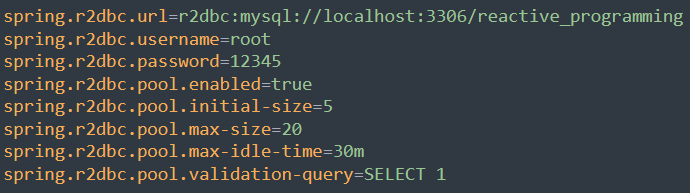 spring.r2dbc.url=r2dbc:mysql://localhost:3306/reactive_programming
spring.r2dbc.username=root
spring.r2dbc.password=12345
spring.r2dbc.pool.enabled=true
spring.r2dbc.pool.initial-size=5
spring.r2dbc.pool.max-size=20
spring.r2dbc.pool.max-idle-time=30m
spring.r2dbc.pool.validation-query=SELECT 1